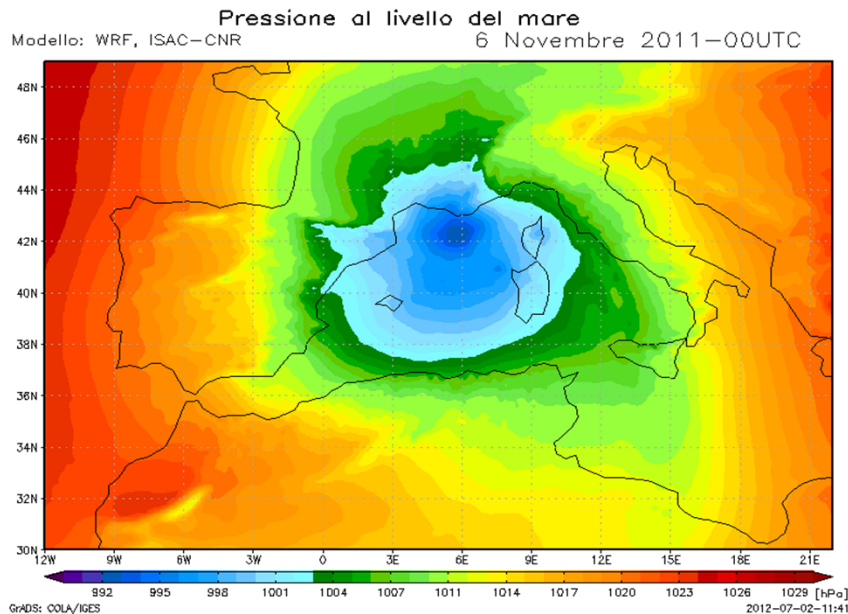 Pressione al livello del mare
Modello: WRF, ISAC-CNR 6 Novembre 2011-00UTC
48N
46N
44N
42N
40N
38N
36N
34N
32N
30N
12W 9W 6W 3W 0 3E 6E 9E 12E 15E 18E 21E
992 995 998 1001 1004 1007 1011 1014 1017 1020 1023 1026 1029 [hPa]
GrADS: COLA/IGES 2012-07-02-11:41